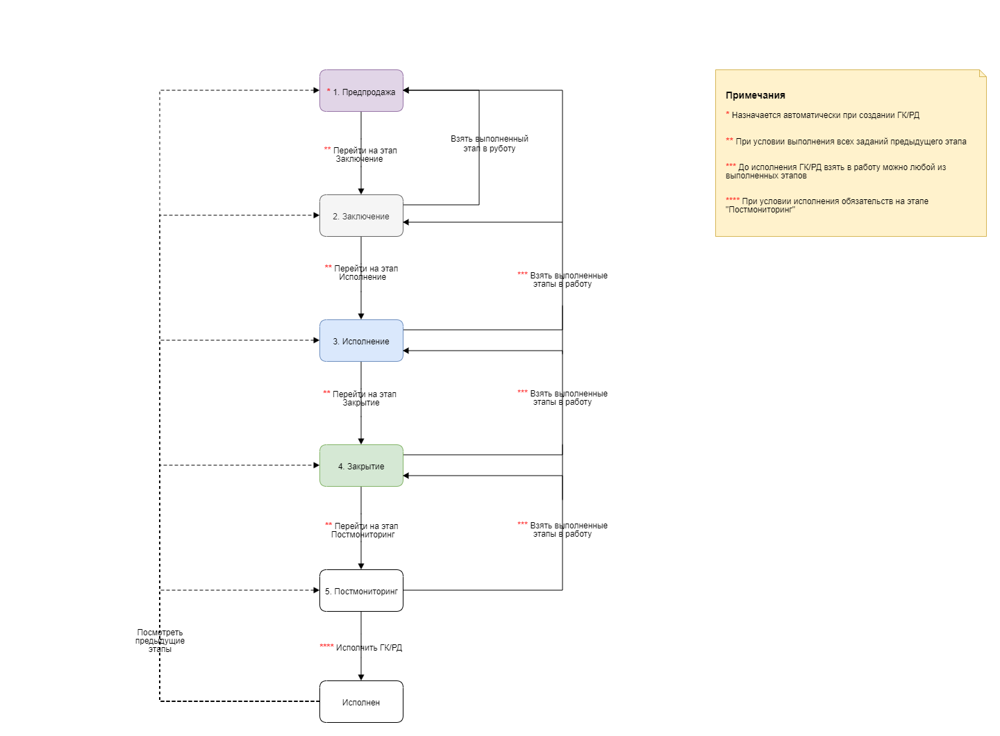 * 1. Предпродажа
** Перейти на этап
Заключение
Взять выполненный
этап в руботу
2. Заключение
** Перейти на этап
Исполнение
*** Взять выполненные
этапы в работу
3. Исполнение
** Перейти на этап
Закрытие
*** Взять выполненные
этапы в работу
4. Закрытие
** Перейти на этап
Постмониторинг
*** Взять выполненные
этапы в работу
5. Постмониторинг
Посмотреть
предыдущие
этапы
**** Исполнить ГК/РД
Исполнен
Примечания
* Назначается автоматически при создании ГК/РД
** При условии выполнения всех заданий предыдущего этапа
*** До исполнения ГК/РД взять в работу можно любой из
выполненных этапов
**** При условии исполнения обязательств на этапе
"Постмониторинг"